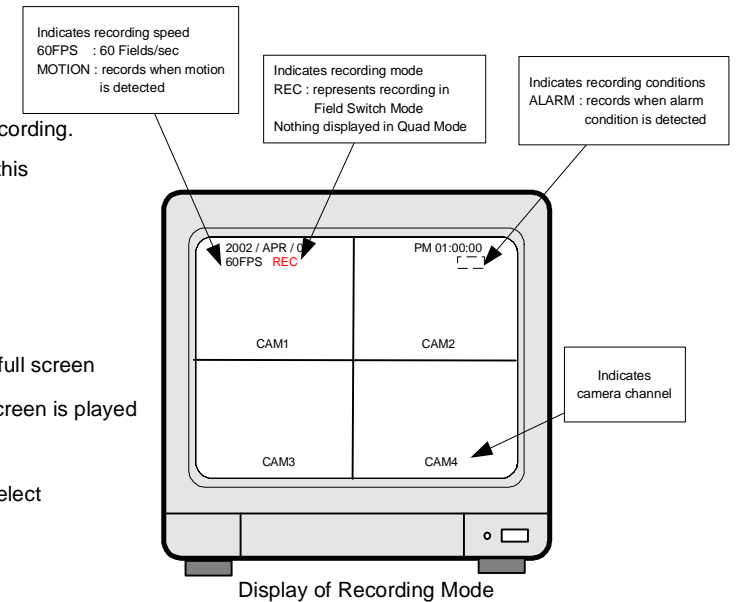 Indicates recording speed
60FPS : 60 Fields/sec
MOTION : records when motion
is detected
Indicates recording mode
REC : represents recording in
Field Switch Mode
Nothing displayed in Quad Mode
Indicates recording conditions
ALARM : records when alarm
condition is detected
cording.
this
full screen
creen is played
elect
2002 / APR / 0
PM 01:00:00
60FPS REC
CAM1
CAM2
Indicates
camera channel
CAM3
CAM4
Display of Recording Mode